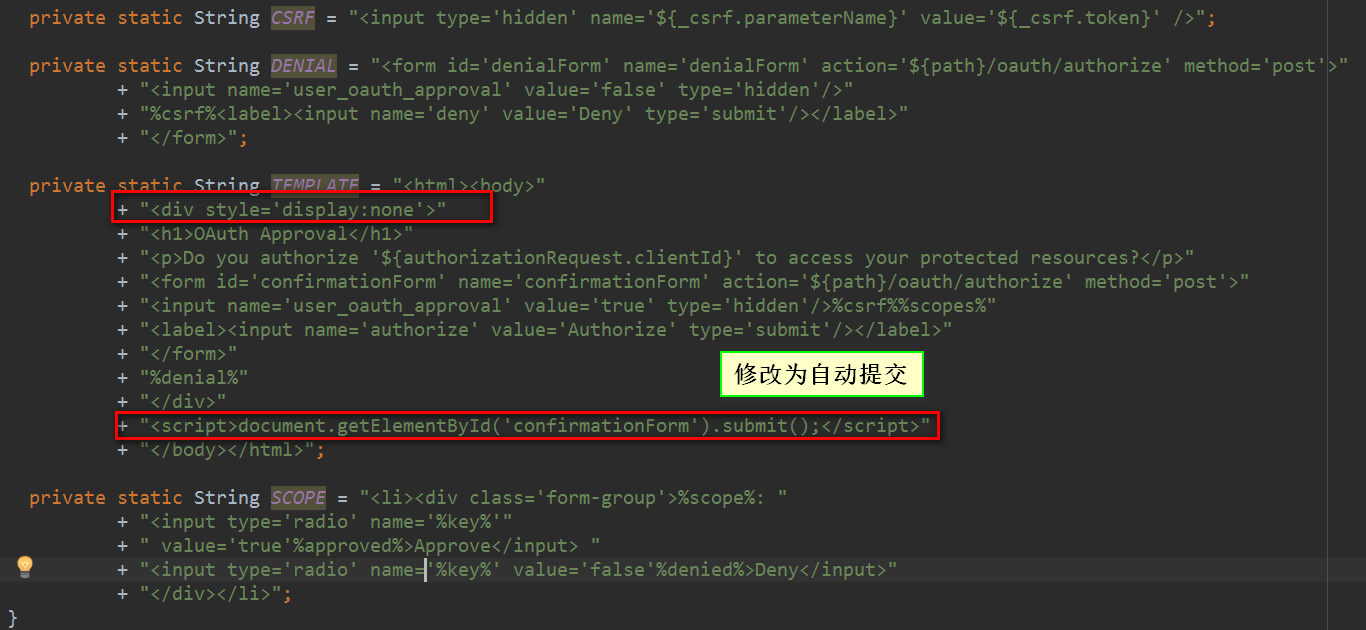 private static String CSRF = "<input type='hidden' name='${_csrf.parameterName}' value='${_csrf.token}' />";
private static String DENIAL = "<form id='denialForm' name='denialForm' action='${path}/oauth/authorize' method='post'>"
+ "<input name='user_oauth_approval' value='false' type='hidden'/>"
+ "%csrf%<label><input name='deny' value='Deny' type='submit'/></label>"
+ "</form>";
private static String TEMPLATE = "<html><body>"
+ "<div style='display:none'>"
+ "<h1>OAuth Approval</h1>"
+ "<p>Do you authorize '${authorizationRequest.clientId}' to access your protected resources?</p>"
+ "<form id='confirmationForm' name='confirmationForm' action='${path}/oauth/authorize' method='post'>"
+ "<input name='user_oauth_approval' value='true' type='hidden'/>%csrf%%scopes%"
+ "<label><input name='authorize' value='Authorize' type='submit'/></label>"
+ "</form>"
+ "%denial%"
修改为自动提交
+ "</div>"
+ "<script>document.getElementById('confirmationForm').submit();</script>"
+ "</body></html>";
private static String SCOPE = "<li><div class='form-group'>%scope%: "
+ "<input type='radio' name='%key%'"
+ " value='true'%approved%>Approve</input> "
+ "<input type='radio' name='%key%' value='false'%denied%>Deny</input>"
+ "</div></li>";
}